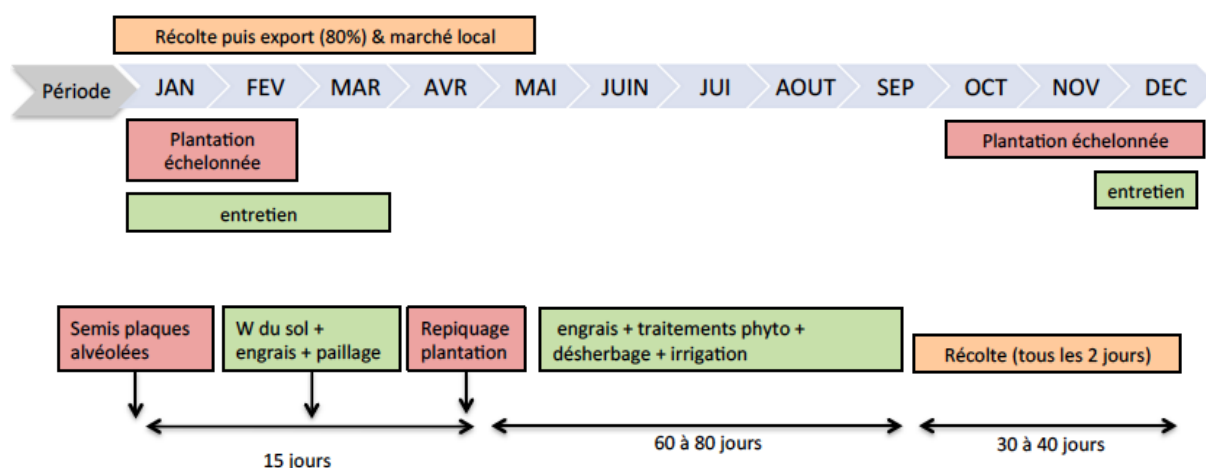 Récolte puis export (80%) & marché local
Période JAN FEV MAR AVR MAI JUIN JUI AOUT SEP OCT NOV DEC
Plantation
échelonnée
Plantation échelonnée
entretien
entretien
Semis plaques
alvéolées
W du sol +
engrais + paillage
Repiquage
plantation
engrais + traitements phyto +
désherbage + irrigation
Récolte (tous les 2 jours)
15 jours
60 à 80 jours
30 à 40 jours